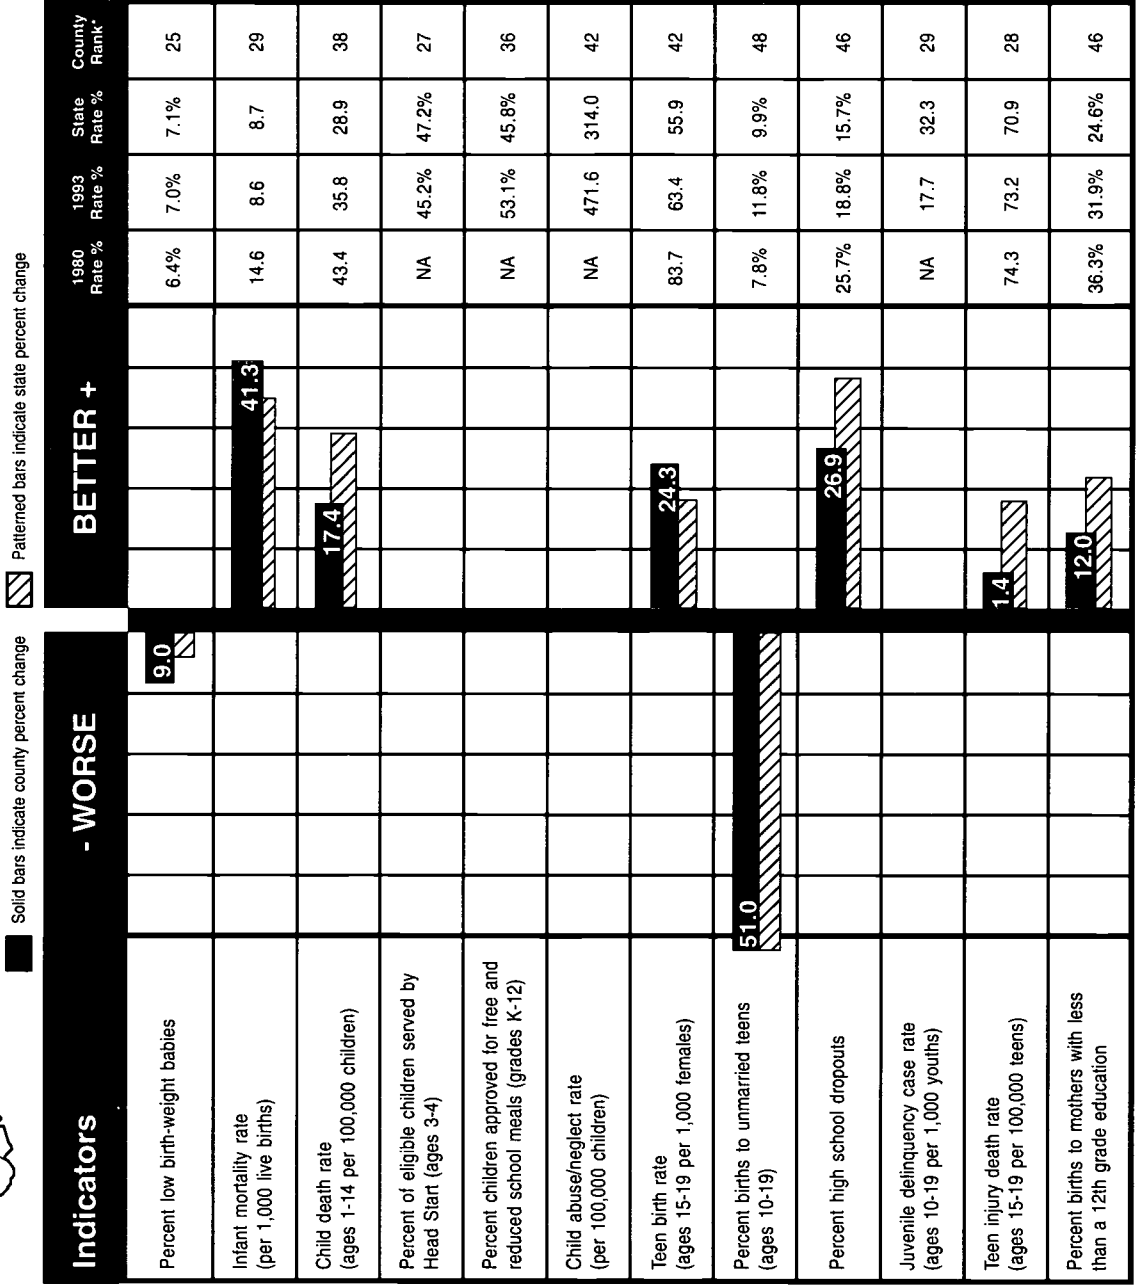 Solid bars indicate county percent change
Patterned bars indicate state percent change
Indicators
- WORSE
BETTER +
1980
Rate %
1993
Rate %
State
Rate %
County
Rank*
Percent low birth-weight babies
9.0
6.4%
7.0%
7.1%
25
Infant mortality rate
(per 1,000 live births)
41.3
14.6
8.6
8.7
29
Child death rate
(ages 1-14 per 100,000 children)
17.4
43.4
35.8
28.9
38
Percent of eligible children served by
Head Start (ages 3-4)
NA
45.2%
47.2%
27
Percent children approved for free and
reduced school meals (grades K-12)
NA
53.1%
45.8%
36
Child abuse/neglect rate
(per 100,000 children)
NA
471.6
314.0
42
Teen birth rate
(ages 15-19 per 1,000 females)
24.3
83.7
63.4
55.9
42
Percent births to unmarried teens
(ages 10-19)
51.0
7.8%
11.8%
9.9%
48
Percent high school dropouts
26.9
25.7%
18.8%
15.7%
46
Juvenile delinquency case rate
(ages 10-19 per 1,000 youths)
NA
17.7
32.3
29
Teen injury death rate
(ages 15-19 per 100,000 teens)
1.4
74.3
73.2
70.9
28
Percent births to mothers with less
than a 12th grade education
12.0
36.3%
31.9%
24.6%
46